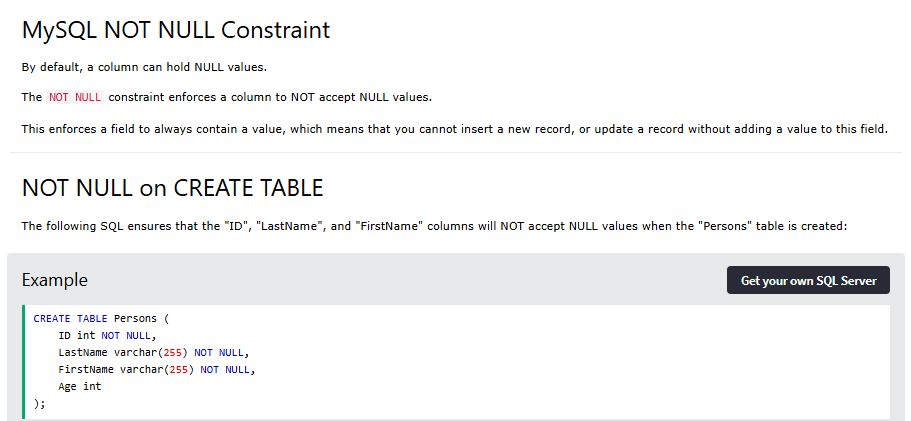 MySQL NOT NULL Constraint
By default, a column can hold NULL values.
The NOT NULL constraint enforces a column to NOT accept NULL values.
This enforces a field to always contain a value, which means that you cannot insert a new record, or update a record without adding a value to this field.
NOT NULL on CREATE TABLE
The following SQL ensures that the "ID", "LastName", and "FirstName" columns will NOT accept NULL values when the "Persons" table is created:
Example
Get your own SQL Server
CREATE TABLE Persons (
    ID int NOT NULL,
    LastName varchar(255) NOT NULL,
    FirstName varchar(255) NOT NULL,
    Age int
);